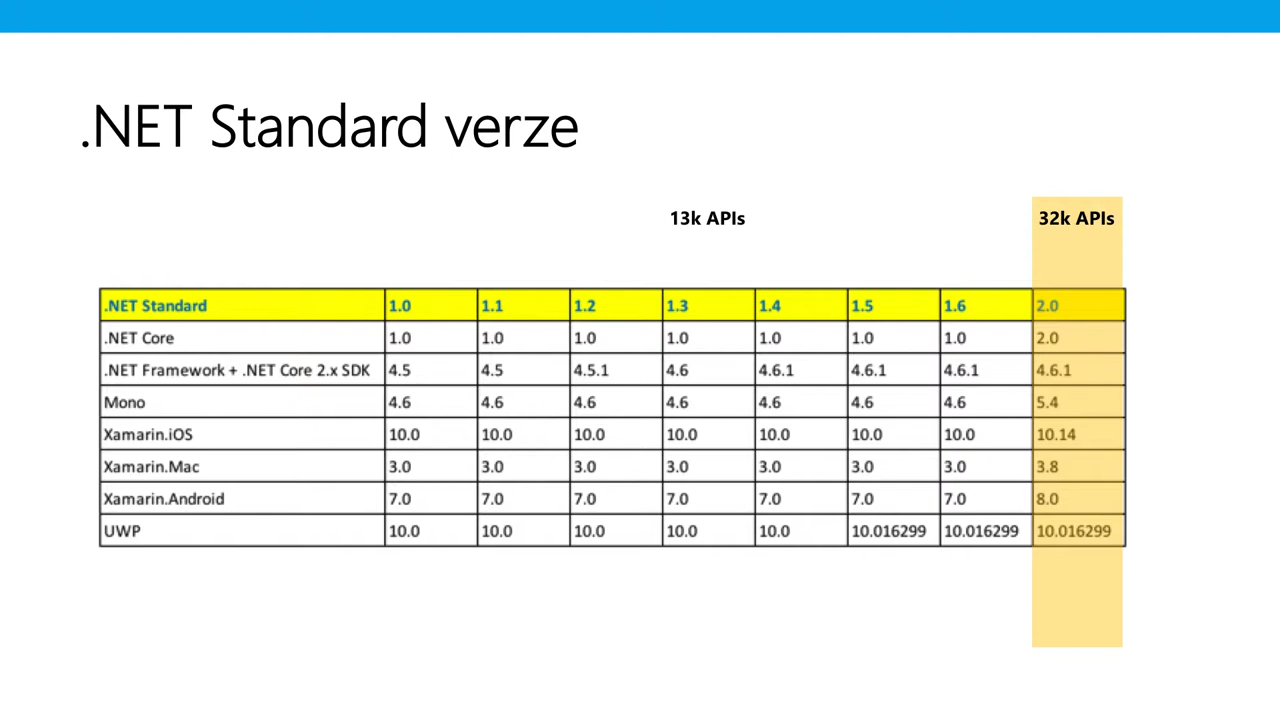 .NET Standard verze
13k APIs 32k APIs
.NET Standard 1.0 1.1 1.2 1.3 1.4 1.5 1.6 2.0
.NET Core 1.0 1.0 1.0 1.0 1.0 1.0 1.0 2.0
.NET Framework + .NET Core 2.x SDK 4.5 4.5 4.5.1 4.6 4.6.1 4.6.1 4.6.1 4.6.1
Mono 4.6 4.6 4.6 4.6 4.6 4.6 4.6 5.4
Xamarin.iOS 10.0 10.0 10.0 10.0 10.0 10.0 10.0 10.14
Xamarin.Mac 3.0 3.0 3.0 3.0 3.0 3.0 3.0 3.8
Xamarin.Android 7.0 7.0 7.0 7.0 7.0 7.0 7.0 8.0
UWP 10.0 10.0 10.0 10.0 10.0 10.016299 10.016299 10.016299